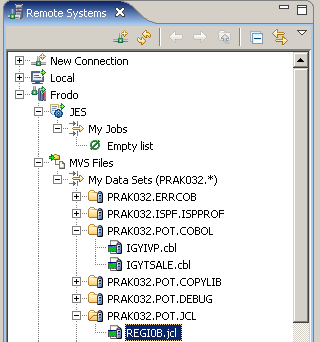 Remote Systems
New Connection
Local
Frodo
JES
My Jobs
Empty list
MVS Files
My Data Sets (PRAK032.*)
PRAK032.ERRCOB
PRAK032.ISPF.ISPPROF
PRAK032.POT.COBOL
IGYIVP.cbl
IGYTSALE.cbl
PRAK032.POT.COPYLIB
PRAK032.POT.DEBUG
PRAK032.POT.JCL
REGI0B.jcl